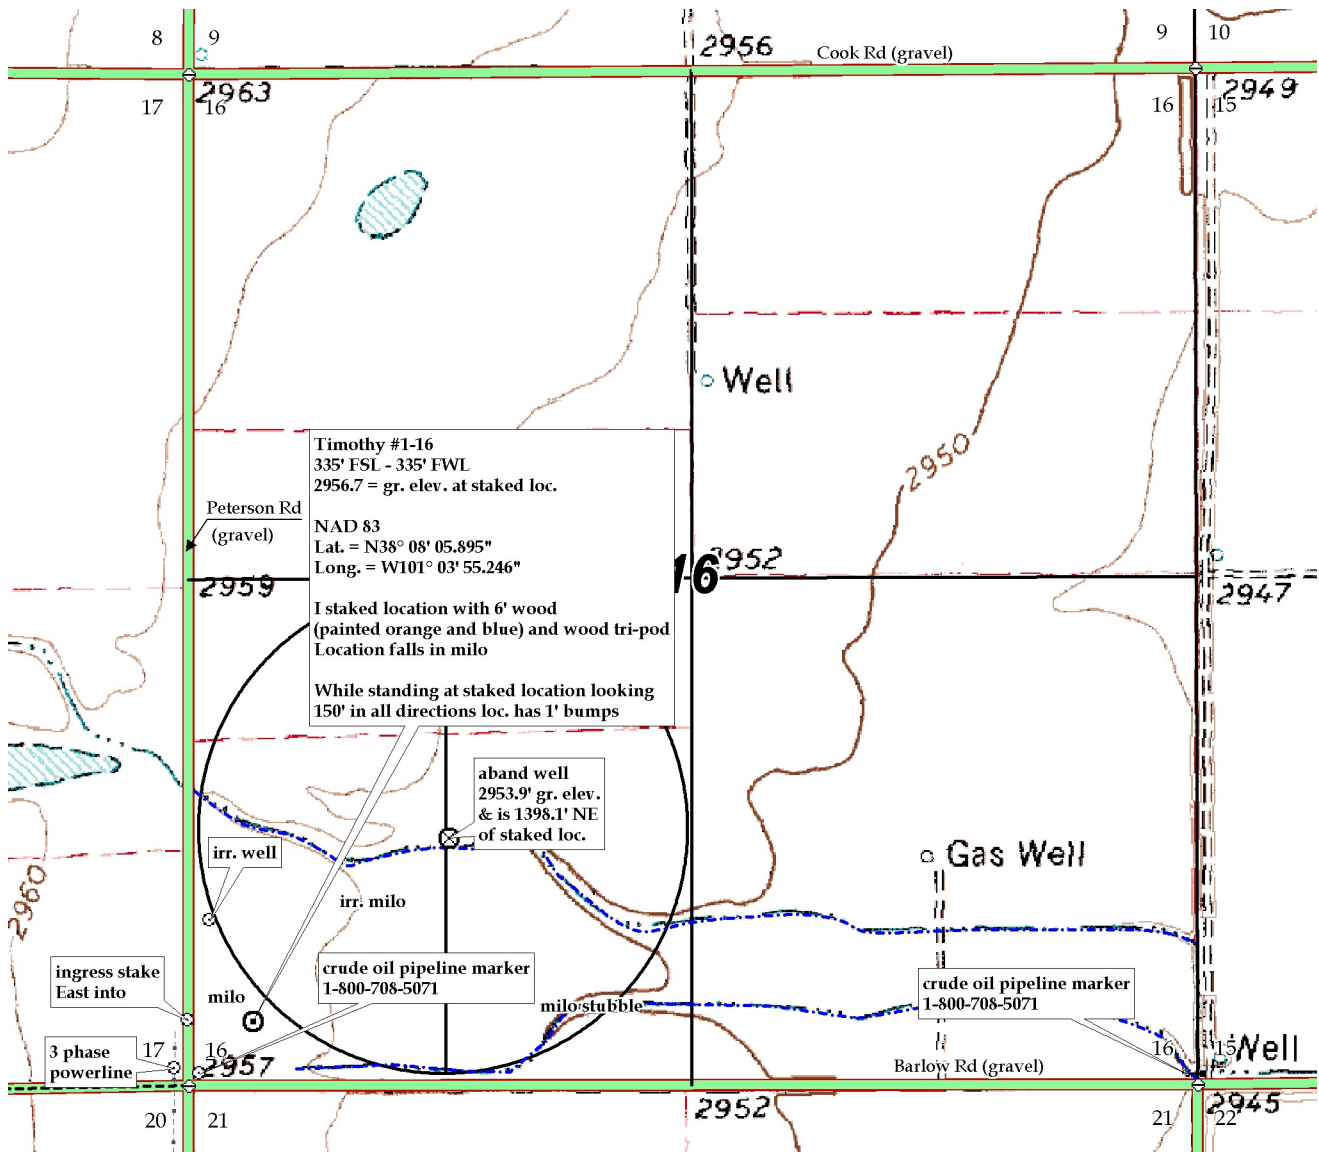 8
9
2956
Cook Rd (gravel)
9
10
2963
17
16
16
15
2949
Well
2950
Timothy #1-16
335' FSL - 335' FWL
2956.7 = gr. elev. at staked loc.
NAD 83
Lat. = N38° 08' 05.895"
Long. = W101° 03' 55.246"
I staked location with 6' wood
(painted orange and blue) and wood tri-pod
Location falls in milo
While standing at staked location looking
150' in all directions loc. has 1' bumps
Peterson Rd
(gravel)
2959
16
2952
2947
aband well
2953.9' gr. elev.
& is 1398.1' NE
of staked loc.
irr. well
Gas Well
2960
irr. milo
ingress stake
East into
milo
crude oil pipeline marker
1-800-708-5071
milo stubble
crude oil pipeline marker
1-800-708-5071
3 phase
powerline
17
16
2957
16
15
Well
Barlow Rd (gravel)
20
21
2952
21
22
2945